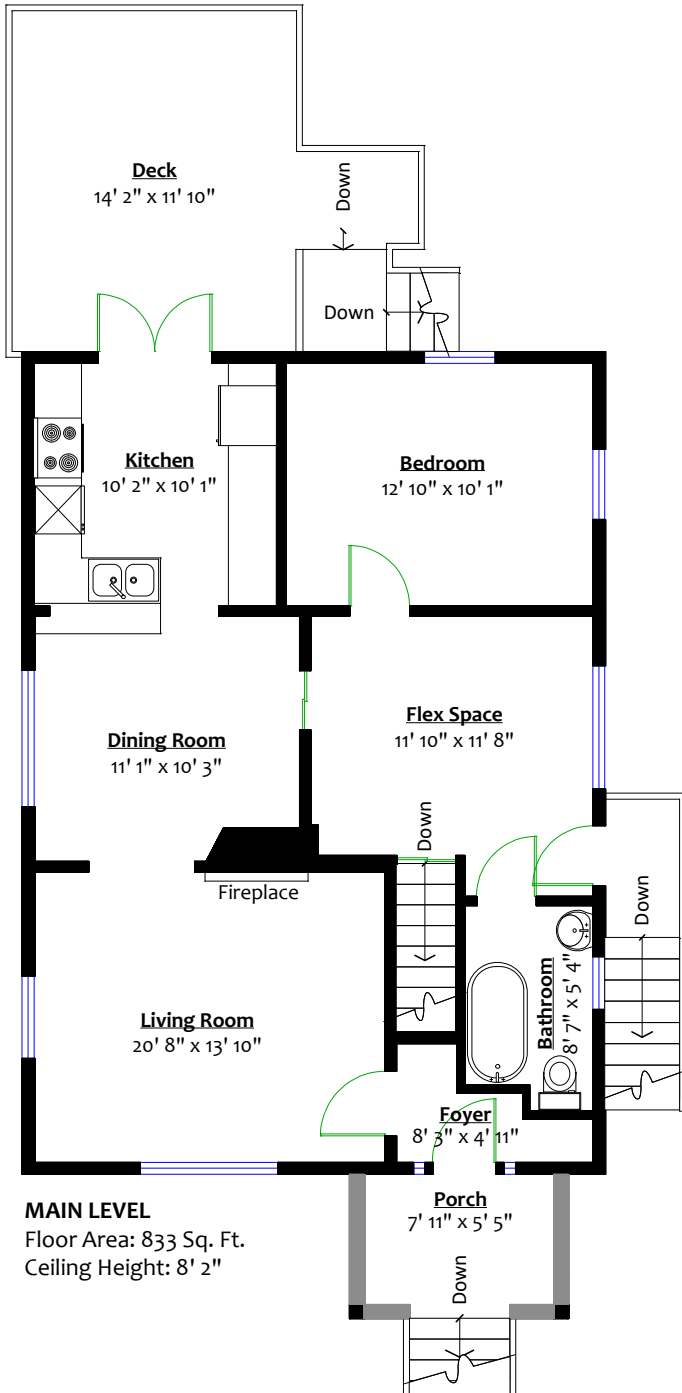 Deck
14' 2" x 11' 10"
Down
Down
Kitchen
10' 2" x 10' 1"
Bedroom
12' 10" x 10' 1"
Dining Room
11' 1" x 10' 3"
Flex Space
11' 10" x 11' 8"
Down
Fireplace
Down
Living Room
20' 8" x 13' 10"
Bathroom
8' 7" x 5' 4"
Foyer
8' 3" x 4' 11"
Porch
7' 11" x 5' 5"
Down
MAIN LEVEL
Floor Area: 833 Sq. Ft.
Ceiling Height: 8' 2"